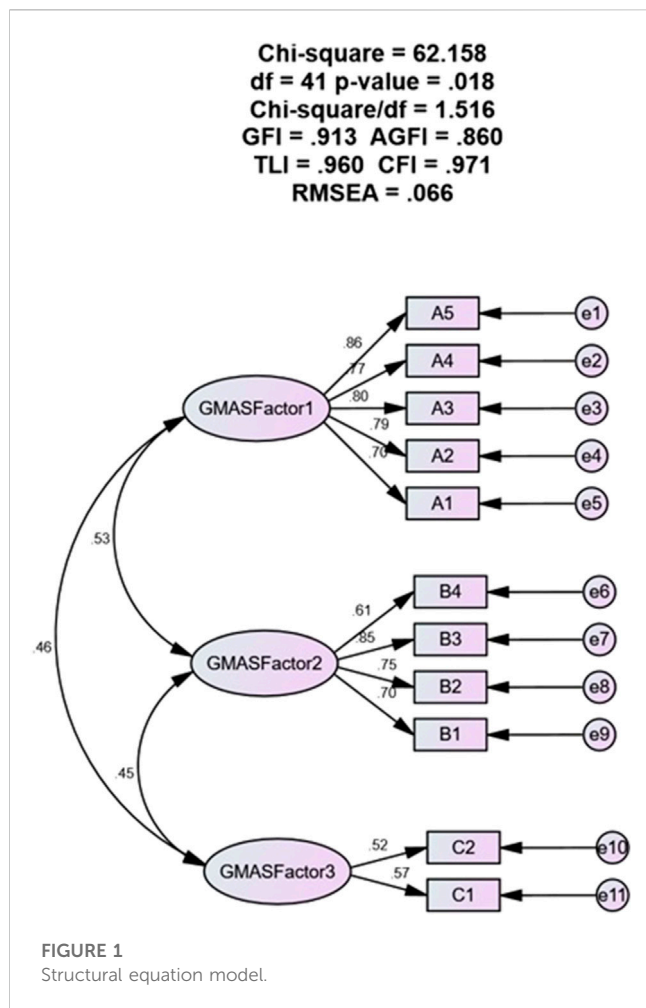 Chi-square = 62.158
df = 41 p-value = .018
Chi-square/df = 1.516
GFI = .913 AGFI = .860
TLI = .960 CFI = .971
RMSEA = .066
A5
e1
.86
A4
e2
.77
.80
GMASFactor1
A3
e3
.79
A2
e4
.70
A1
e5
.53
B4
e6
.61
.85
B3
e7
.46
GMASFactor2
.75
B2
e8
.70
B1
e9
.45
.52
C2
e10
GMASFactor3
.57
C1
e11
FIGURE 1
Structural equation model.